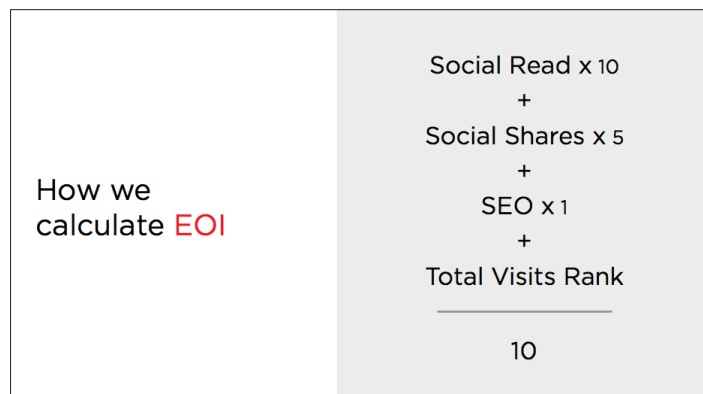 How we
calculate EOI
Social Read x 10
+
Social Shares x 5
+
SEO x 1
+
Total Visits Rank
10